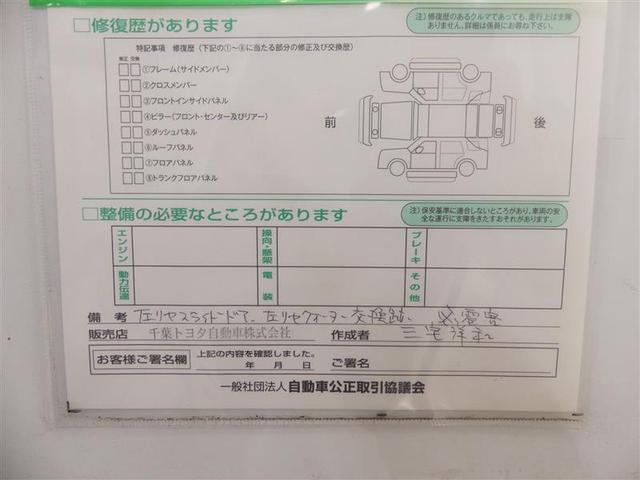 □修復歴があります
注）修復歴のあるクルマであっても、走行上は支障
ありません。詳細は係員にお尋ね下さい。
特記事項 修復歴（下記の①〜⑧に当たる部分の修正及び交換歴）
修正 交換
①フレーム（サイドメンバー）
②クロスメンバー
③フロントインサイドパネル
④ピラー（フロント・センター及びリアー）
⑤ダッシュパネル
⑥ルーフパネル
⑦フロアパネル
⑧トランクフロアパネル
前
後
□整備の必要なところがあります
注）保安基準に適合しないところがあり、車両の安
全な運行に支障をきたすおそれがあります。
エンジン
操向・懸架
ブレーキ
動力伝達
電装
その他
備考 左リヤスライドドア、左リヤクォーター交換跡、
販売店 千葉トヨタ自動車株式会社 作成者 三宅
お客様ご署名欄
上記の内容を確認しました。
年 月 日 ご署名
一般社団法人 自動車公正取引協議会